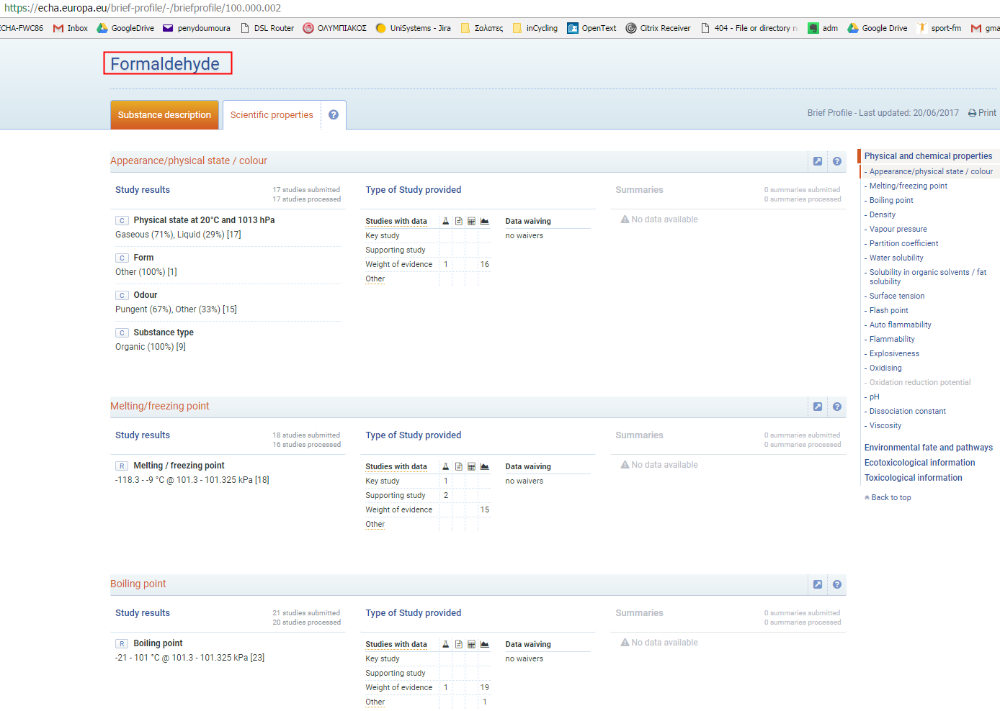 https://echa.europa.eu/brief-profile/-/briefprofile/100.000.002
ECHA-FWC86 Inbox GoogleDrive penydoumoura DSL Router ΟΛΥΜΠΙΑΚΟΣ UniSystems - Jira Σαλατες inCycling OpenText Citrix Receiver 404 - File or directory n adm Google Drive sport-fm gma
Formaldehyde
Substance description Scientific properties ?
Brief Profile - Last updated: 20/06/2017 Print
Appearance/physical state / colour ?
Study results 17 studies submitted
17 studies processed
C Physical state at 20°C and 1013 hPa
Gaseous (71%), Liquid (29%) [17]
C Form
Other (100%) [1]
C Odour
Pungent (67%), Other (33%) [15]
C Substance type
Organic (100%) [9]
Type of Study provided
Studies with data Data waiving
Key study no waivers
Supporting study
Weight of evidence 1 16
Other
Summaries 0 summaries submitted
0 summaries processed
No data available
Melting/freezing point ?
Study results 18 studies submitted
16 studies processed
R Melting / freezing point
-118.3 - -9 °C @ 101.3 - 101.325 kPa [18]
Type of Study provided
Studies with data Data waiving
Key study 1 no waivers
Supporting study 2
Weight of evidence 15
Other
Summaries 0 summaries submitted
0 summaries processed
No data available
Boiling point ?
Study results 21 studies submitted
20 studies processed
R Boiling point
-21 - 101 °C @ 101.3 - 101.325 kPa [23]
Type of Study provided
Studies with data Data waiving
Key study no waivers
Supporting study
Weight of evidence 1 19
Other 1
Summaries 0 summaries submitted
0 summaries processed
No data available
Physical and chemical properties
- Appearance/physical state / colour
- Melting/freezing point
- Boiling point
- Density
- Vapour pressure
- Partition coefficient
- Water solubility
- Solubility in organic solvents / fat
solubility
- Surface tension
- Flash point
- Auto flammability
- Flammability
- Explosiveness
- Oxidising
- Oxidation reduction potential
- pH
- Dissociation constant
- Viscosity
Environmental fate and pathways
Ecotoxicological information
Toxicological information
Back to top